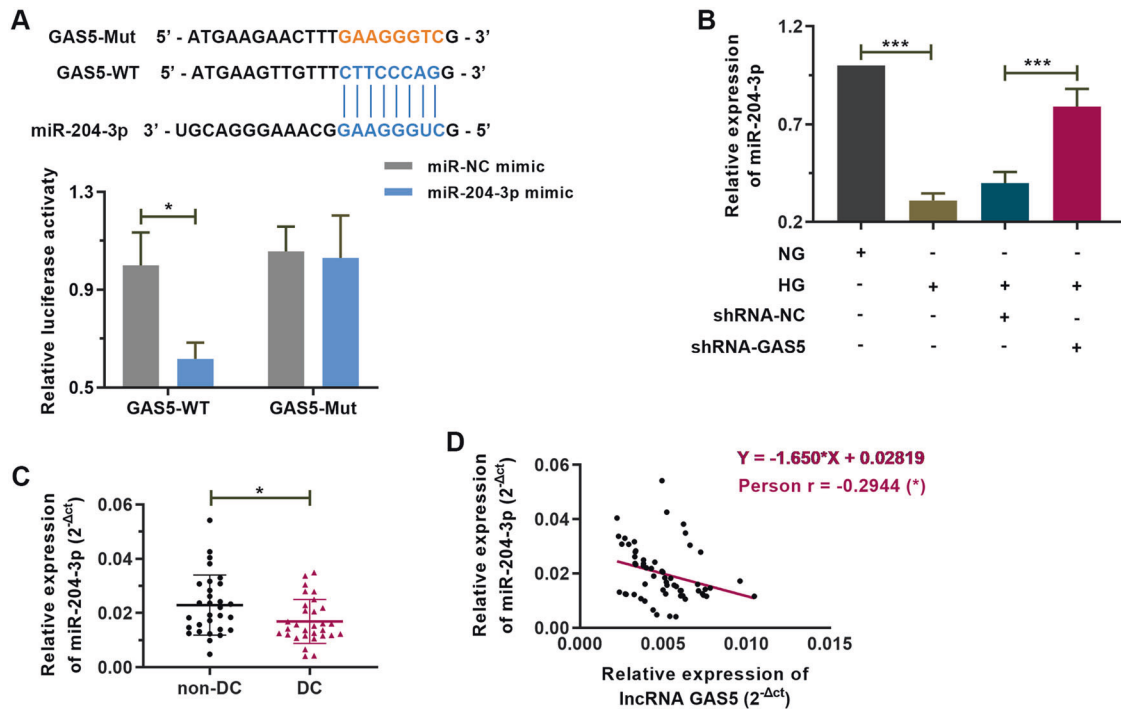 A
GAS5-Mut 5' - ATGAAGAACTTTGAAGGGTCG - 3'
GAS5-WT 5' - ATGAAGTTGTTTCTTCCCAGG - 3'
miR-204-3p 3' - UGCAGGGAAACGGAAGGGUCG - 5'
miR-NC mimic
miR-204-3p mimic
Relative luciferase activaty
1.3
0.9
0.5
*
GAS5-WT GAS5-Mut
B
Relative expression
of miR-204-3p
1.0
0.7
0.2
***
***
NG + - - -
HG - + + +
shRNA-NC - - + -
shRNA-GAS5 - - - +
C
Relative expression
of miR-204-3p (2-Δct)
0.06
0.04
0.02
0.00
*
non-DC DC
D
Relative expression
of miR-204-3p (2-Δct)
0.06
0.04
0.02
0.00
Y = -1.650*X + 0.02819
Person r = -0.2944 (*)
0.000 0.005 0.010 0.015
Relative expression of
lncRNA GAS5 (2-Δct)